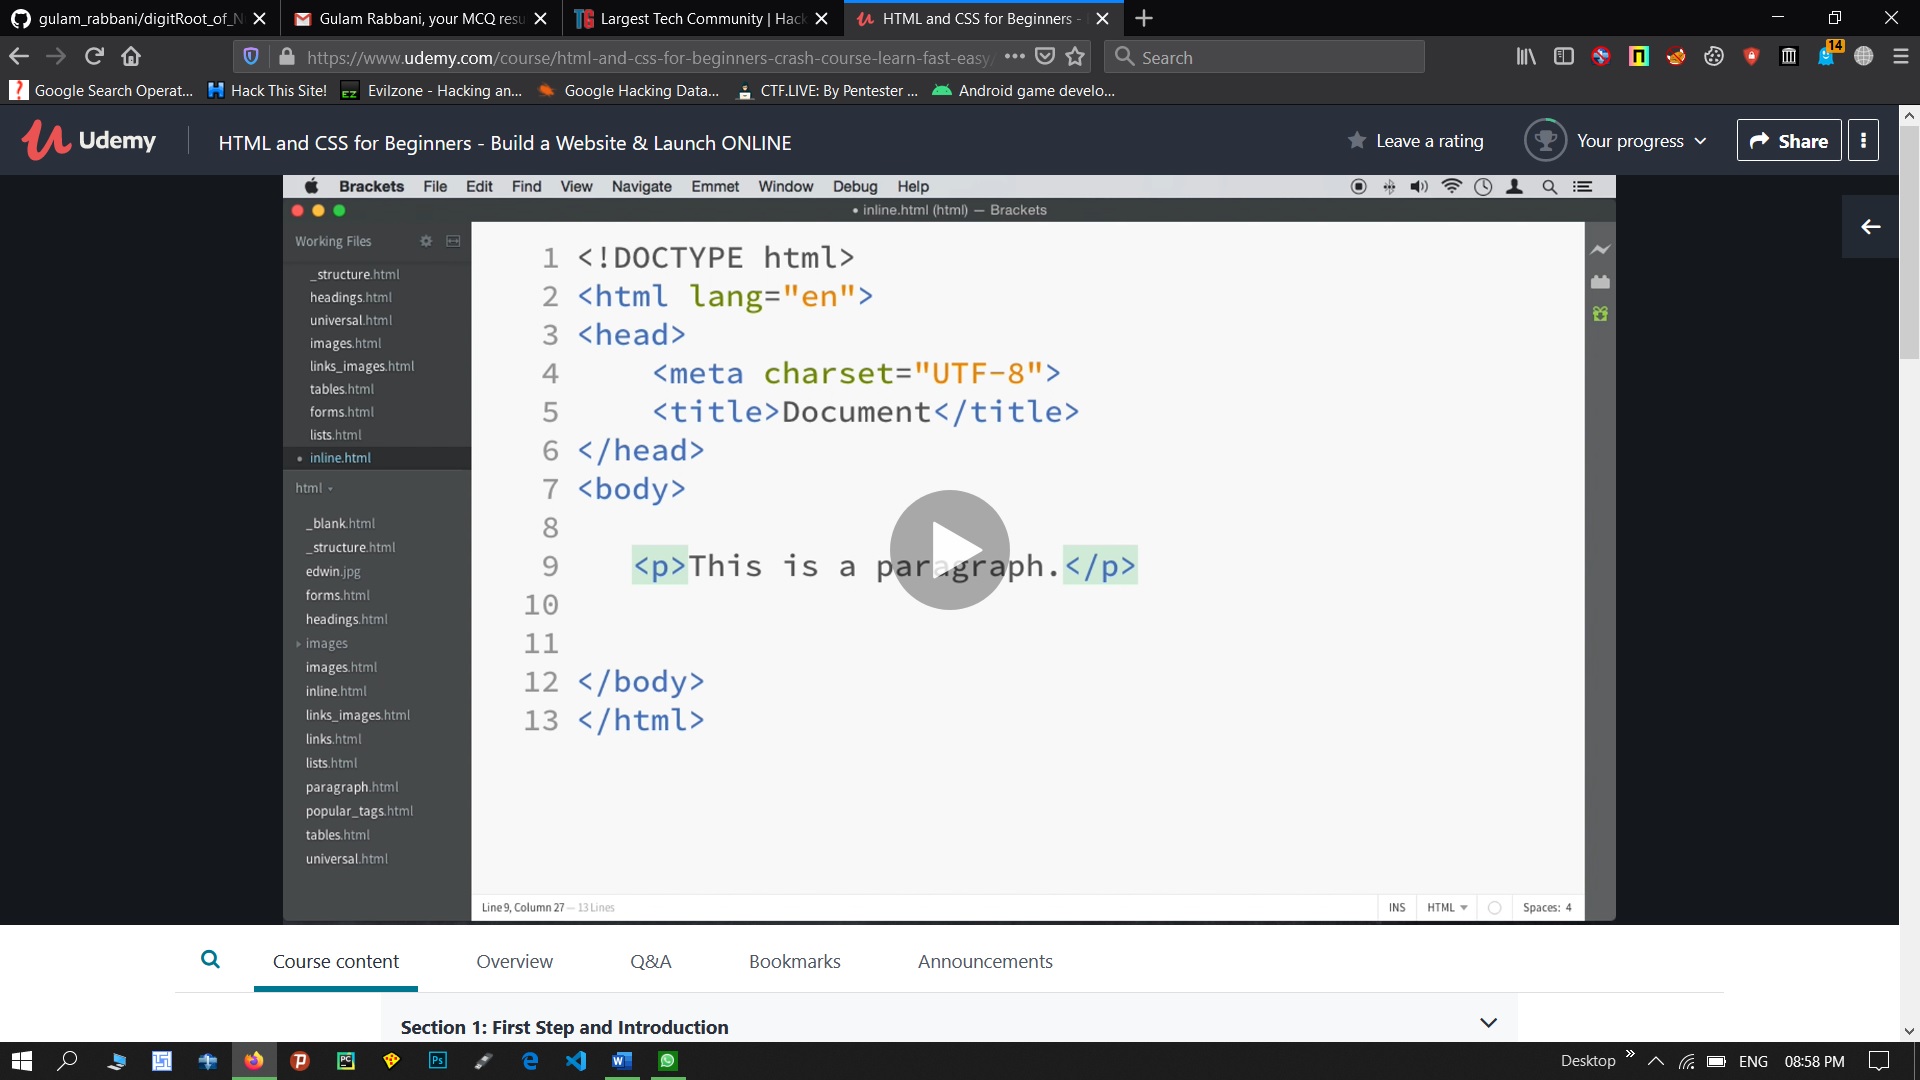 gulam_rabbani/digitRoot_of_N
Gulam Rabbani, your MCQ resu
Largest Tech Community | Hack
HTML and CSS for Beginners -
https://www.udemy.com/course/html-and-css-for-beginners-crash-course-learn-fast-easy/
Search
14
Google Search Operat...
Hack This Site!
EZ
Evilzone - Hacking an...
Google Hacking Data...
CTF.LIVE: By Pentester ...
Android game develo...
Udemy
HTML and CSS for Beginners - Build a Website & Launch ONLINE
Leave a rating
Your progress
Share
Brackets File Edit Find View Navigate Emmet Window Debug Help
• inline.html (html) — Brackets
Working Files
_structure.html
headings.html
universal.html
images.html
links_images.html
tables.html
forms.html
lists.html
inline.html
html
_blank.html
_structure.html
edwin.jpg
forms.html
headings.html
images
images.html
inline.html
links_images.html
links.html
lists.html
paragraph.html
popular_tags.html
tables.html
universal.html
1 <!DOCTYPE html>
2 <html lang="en">
3 <head>
4 <meta charset="UTF-8">
5 <title>Document</title>
6 </head>
7 <body>
8
9 <p>This is a paragraph.</p>
10
11
12 </body>
13 </html>
Line 9, Column 27 — 13 Lines
INS HTML Spaces: 4
Course content
Overview
Q&A
Bookmarks
Announcements
Section 1: First Step and Introduction
PC
Ps
Desktop
ENG
08:58 PM